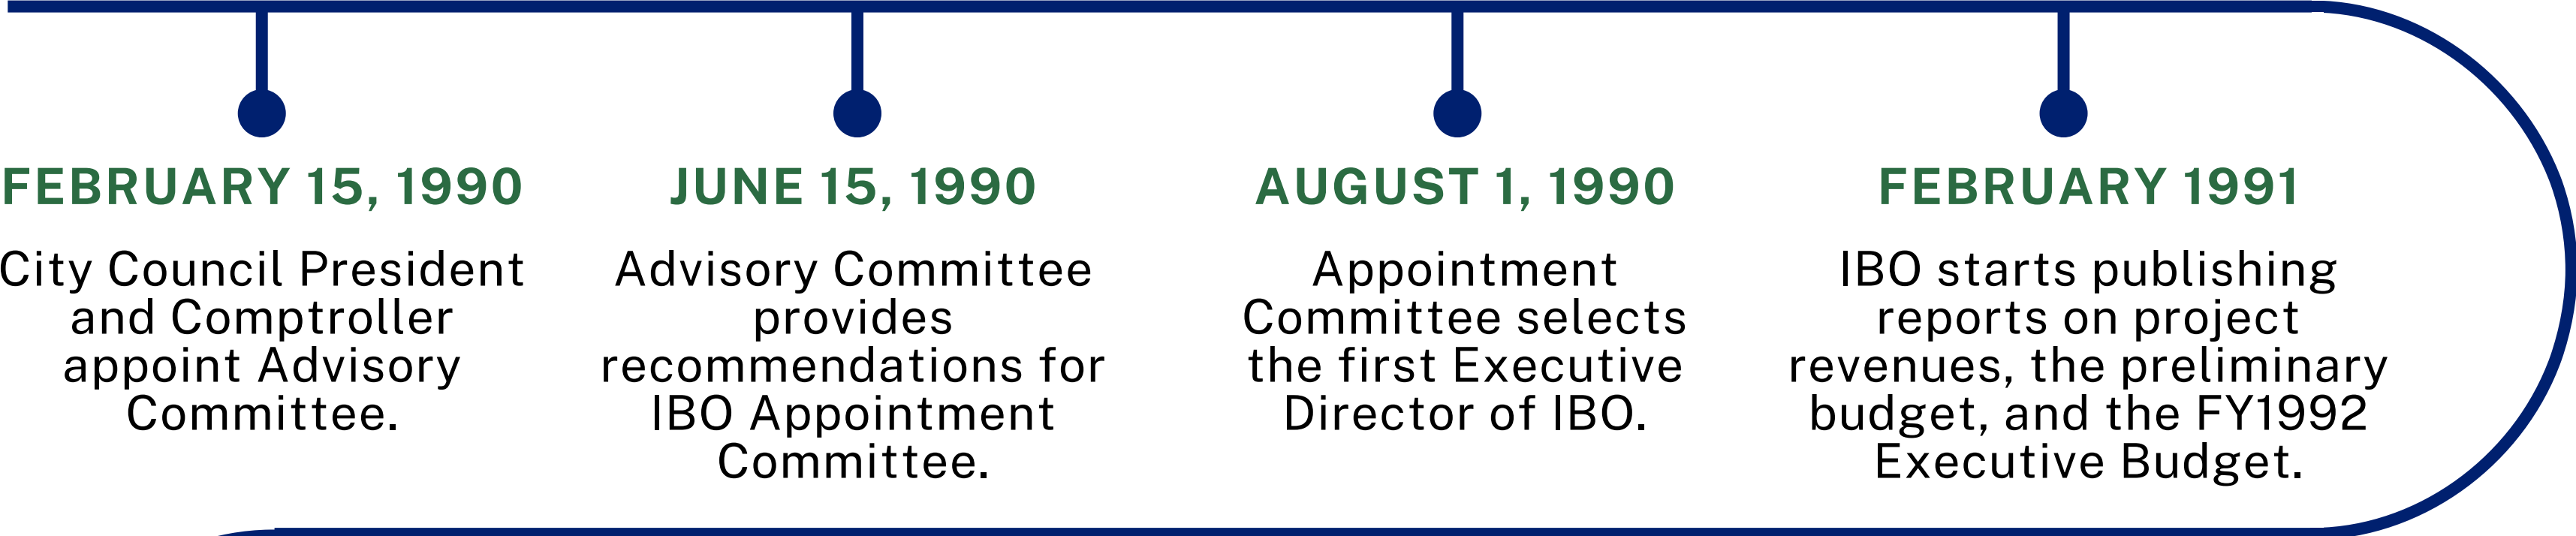 FEBRUARY 15, 1990
City Council President
and Comptroller
appoint Advisory
Committee.
JUNE 15, 1990
Advisory Committee
provides
recommendations for
IBO Appointment
Committee.
AUGUST 1, 1990
Appointment
Committee selects
the first Executive
Director of IBO.
FEBRUARY 1991
IBO starts publishing
reports on project
revenues, the preliminary
budget, and the FY1992
Executive Budget.